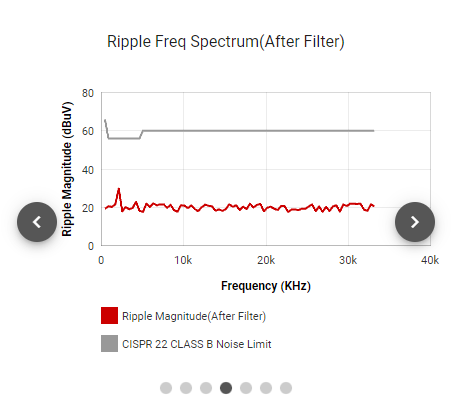 Ripple Freq Spectrum(After Filter)
Ripple Magnitude (dBuV)
80
60
40
20
0
0 10k 20k 30k 40k
Frequency (KHz)
Ripple Magnitude(After Filter)
CISPR 22 CLASS B Noise Limit